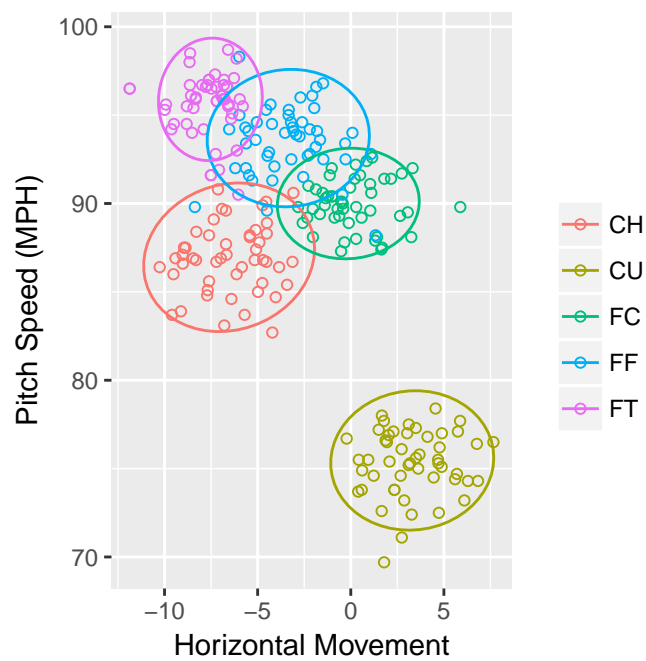 100
90
80
70
Pitch Speed (MPH)
−10
−5
0
5
Horizontal Movement
CH
CU
FC
FF
FT